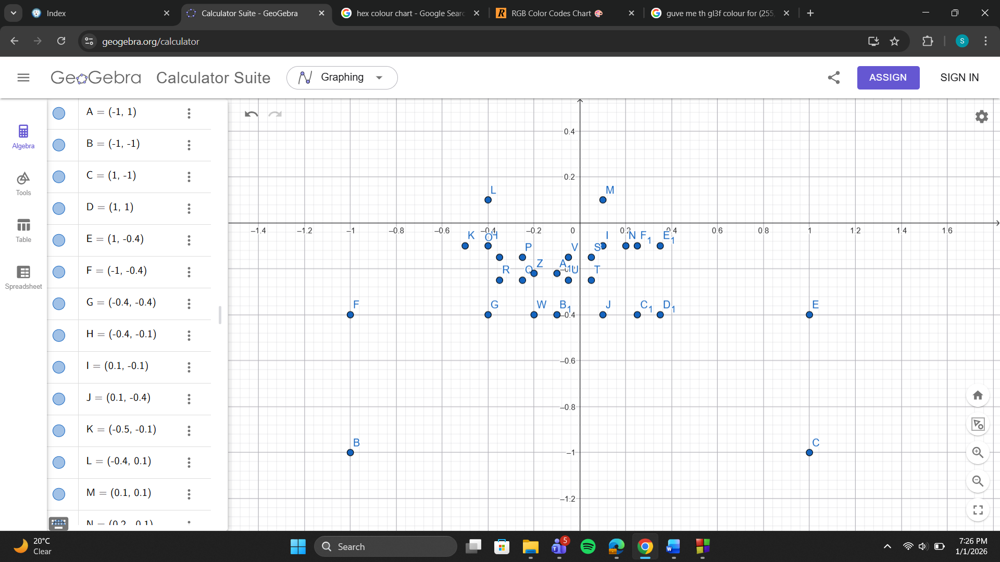 Index
Calculator Suite - GeoGebra
hex colour chart - Google Searc
RGB Color Codes Chart 🎨
guve me th gl3f colour for (255,
geogebra.org/calculator
S
GeoGebra
Calculator Suite
Graphing
ASSIGN
SIGN IN
Algebra
Tools
Table
Spreadsheet
A = (-1, 1)
B = (-1, -1)
C = (1, -1)
D = (1, 1)
E = (1, -0.4)
F = (-1, -0.4)
G = (-0.4, -0.4)
H = (-0.4, -0.1)
I = (0.1, -0.1)
J = (0.1, -0.4)
K = (-0.5, -0.1)
L = (-0.4, 0.1)
M = (0.1, 0.1)
N = (0.2, -0.1)
0.4
0.2
L M
–1.4 –1.2 –1 –0.8 –0.6 –0.4 –0.2 0 0.2 0.4 0.6 0.8 1 1.2 1.4 1.6
K O H I N F₁ E₁
P V S
Z A₁
R Q U T
F G W B₁ J C₁ D₁ E
–0.4
–0.6
–0.8
B C
–1
–1.2
20°C
Clear
Search
5
7:26 PM
1/1/2026